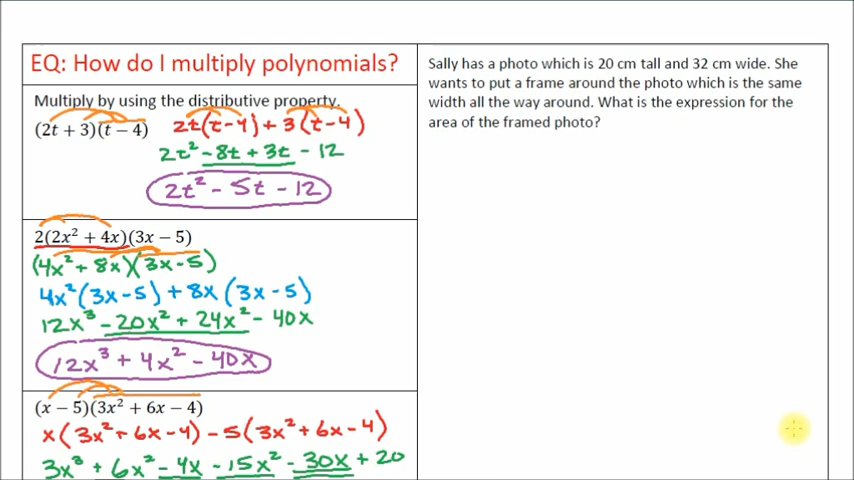 EQ: How do I multiply polynomials?
Multiply by using the distributive property.
(2t + 3)(t − 4) 2t(t-4) + 3(t-4)
2t² - 8t + 3t - 12
2t² - 5t - 12
2(2x² + 4x)(3x − 5)
(4x² + 8x)(3x - 5)
4x²(3x-5) + 8x(3x-5)
12x³ - 20x² + 24x² - 40x
12x³ + 4x² - 40x
(x − 5)(3x² + 6x − 4)
x(3x² + 6x - 4) - 5(3x² + 6x - 4)
3x³ + 6x² - 4x - 15x² - 30x + 20
Sally has a photo which is 20 cm tall and 32 cm wide. She
wants to put a frame around the photo which is the same
width all the way around. What is the expression for the
area of the framed photo?